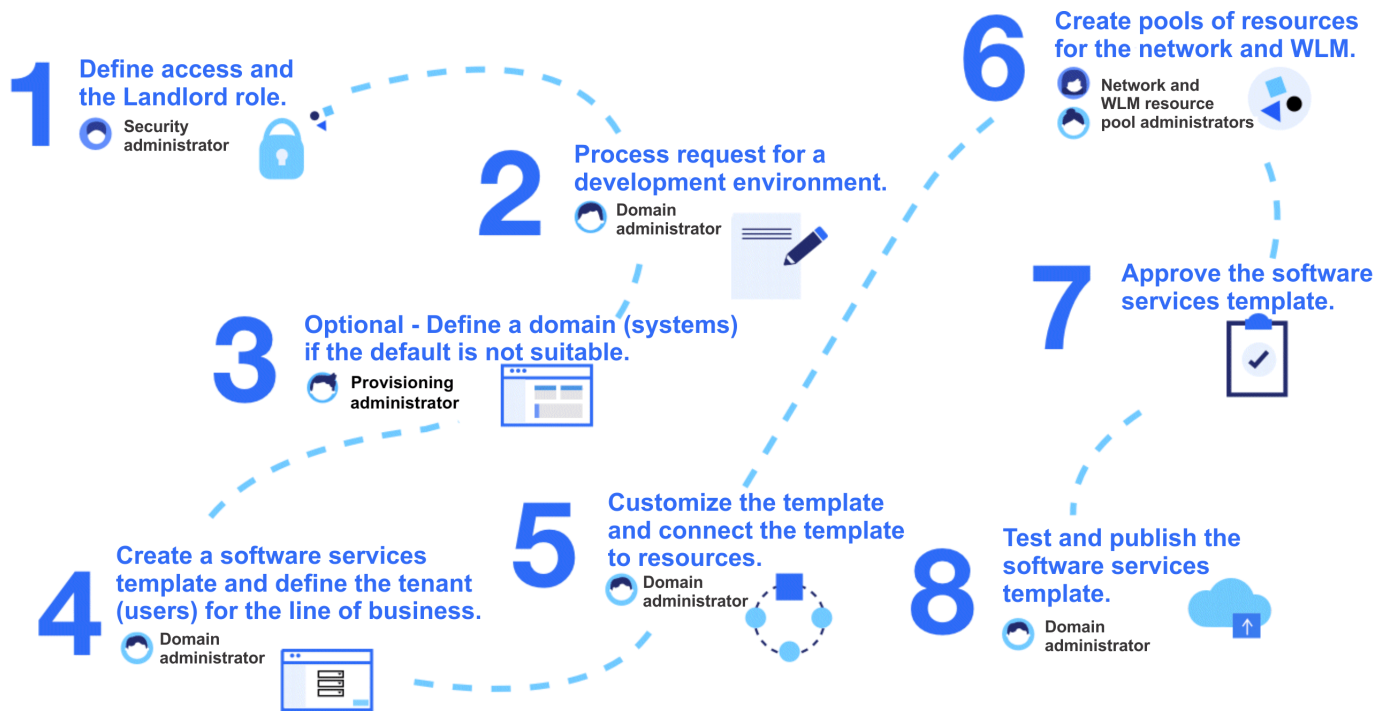 1
Define access and
the Landlord role.
Security
administrator
2
Process request for a
development environment.
Domain
administrator
3
Optional - Define a domain (systems)
if the default is not suitable.
Provisioning
administrator
4
Create a software services
template and define the tenant
(users) for the line of business.
Domain
administrator
5
Customize the template
and connect the template
to resources.
Domain
administrator
6
Create pools of resources
for the network and WLM.
Network and
WLM resource
pool administrators
7
Approve the software
services template.
8
Test and publish the
software services
template.
Domain
administrator